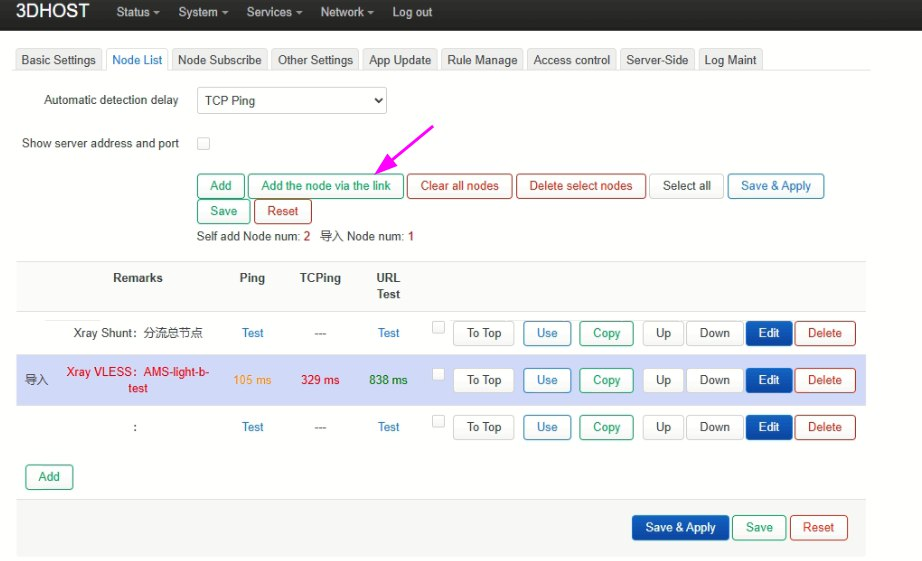 3DHOST Status System Services Network Log out
Basic Settings Node List Node Subscribe Other Settings App Update Rule Manage Access control Server-Side Log Maint
Automatic detection delay TCP Ping
Show server address and port
Add Add the node via the link Clear all nodes Delete select nodes Select all Save & Apply
Save Reset
Self add Node num: 2 导入 Node num: 1
Remarks Ping TCPing URL
Test
Xray Shunt：分流总节点 Test --- Test To Top Use Copy Up Down Edit Delete
导入 Xray VLESS：AMS-light-b-
test 105 ms 329 ms 838 ms To Top Use Copy Up Down Edit Delete
: Test --- Test To Top Use Copy Up Down Edit Delete
Add
Save & Apply Save Reset